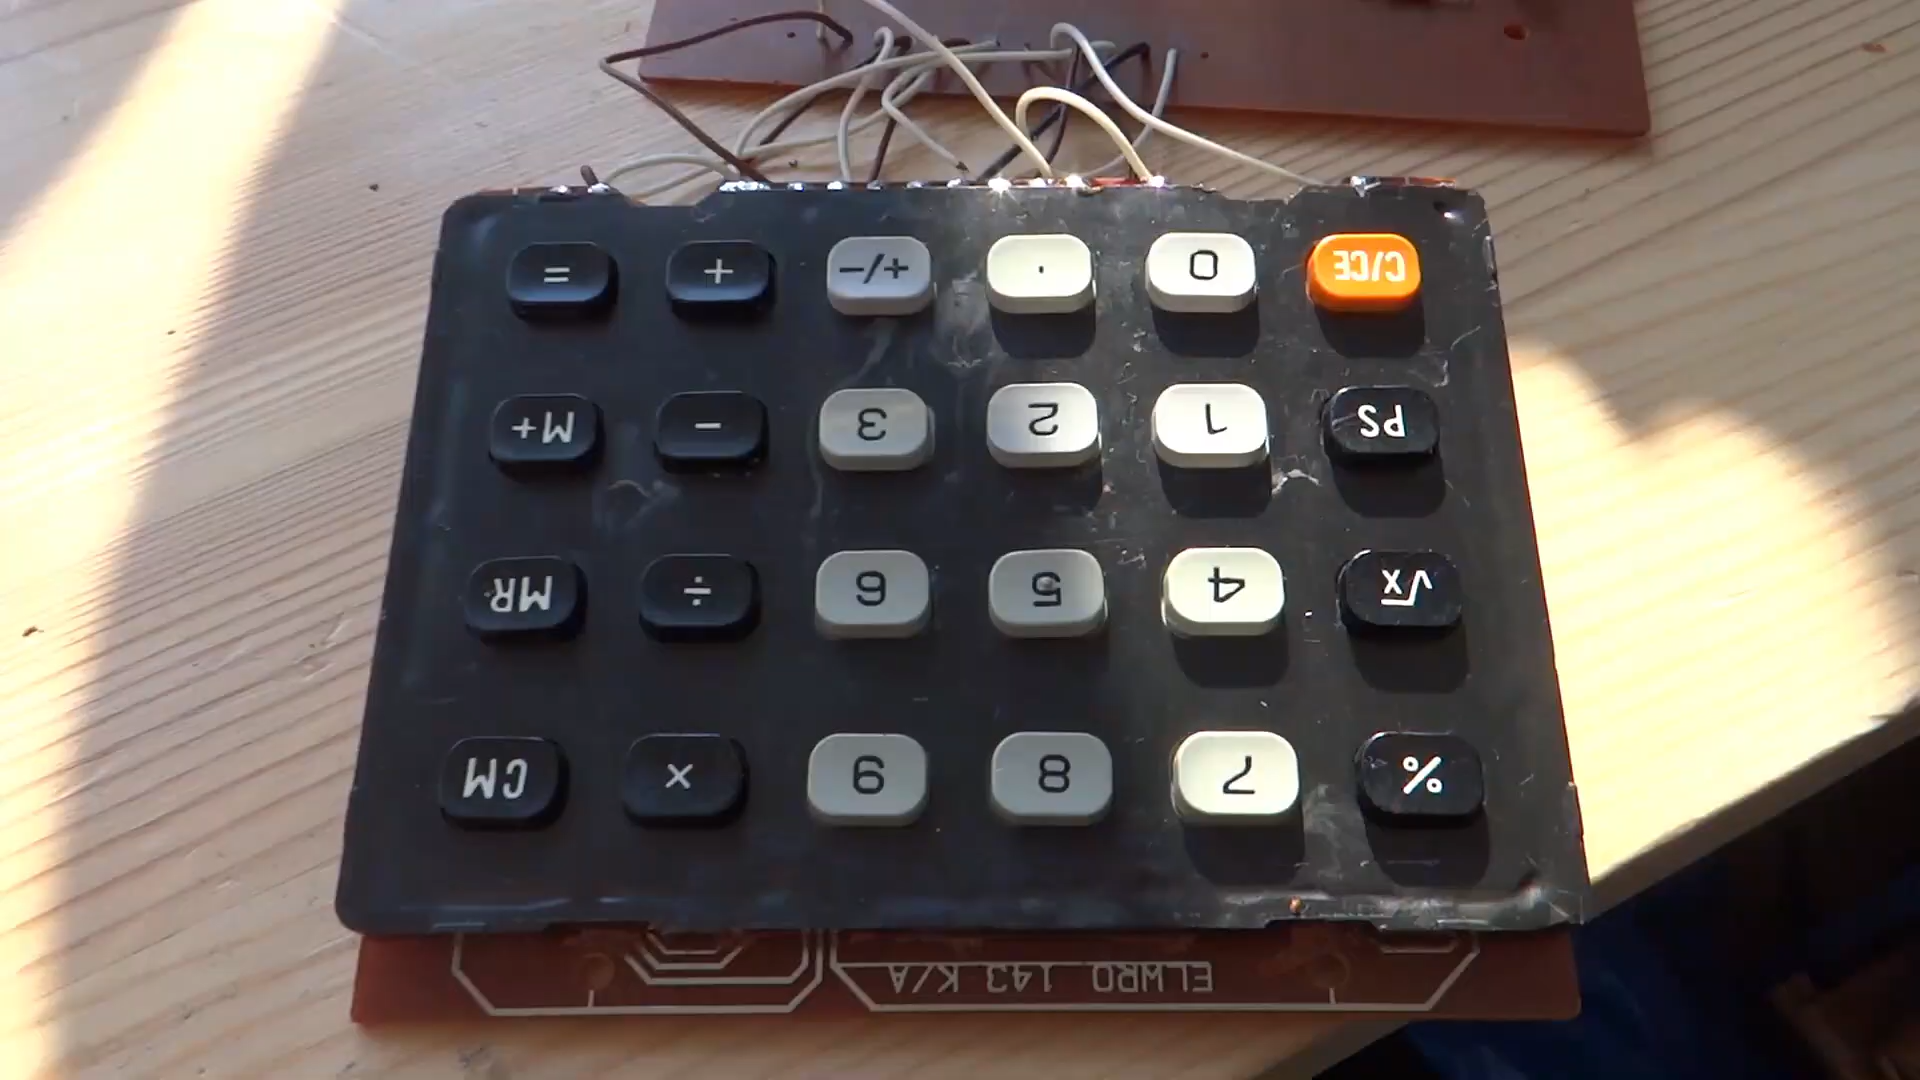 ELWRO 143 K/A
% 7 8 9 × CM
√x 4 5 6 ÷ MR
PS 1 2 3 − M+
C/CE 0 . +/− + =